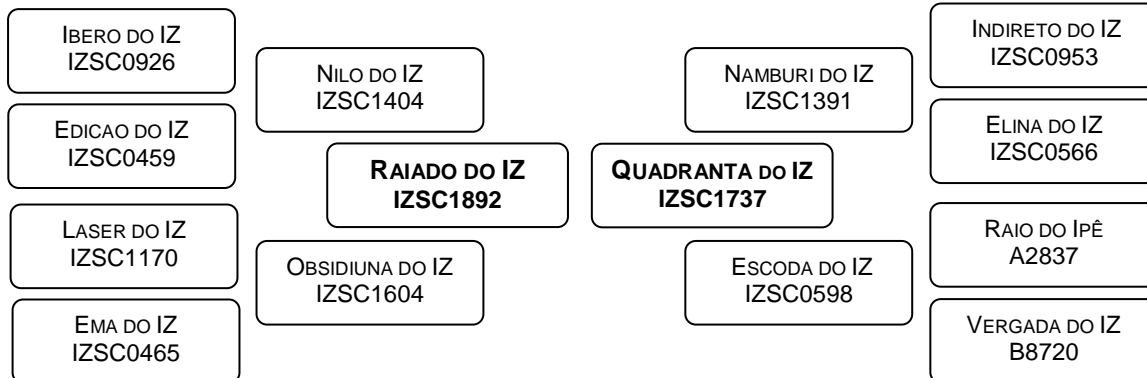 IBERO DO IZ
IZSC0926
EDICAO DO IZ
IZSC0459
LASER DO IZ
IZSC1170
EMA DO IZ
IZSC0465
NILO DO IZ
IZSC1404
OBSIDIUNA DO IZ
IZSC1604
RAIADO DO IZ
IZSC1892
QUADRANTA DO IZ
IZSC1737
NAMBURI DO IZ
IZSC1391
ESCODA DO IZ
IZSC0598
INDIRETO DO IZ
IZSC0953
ELINA DO IZ
IZSC0566
RAIO DO IPÊ
A2837
VERGADA DO IZ
B8720